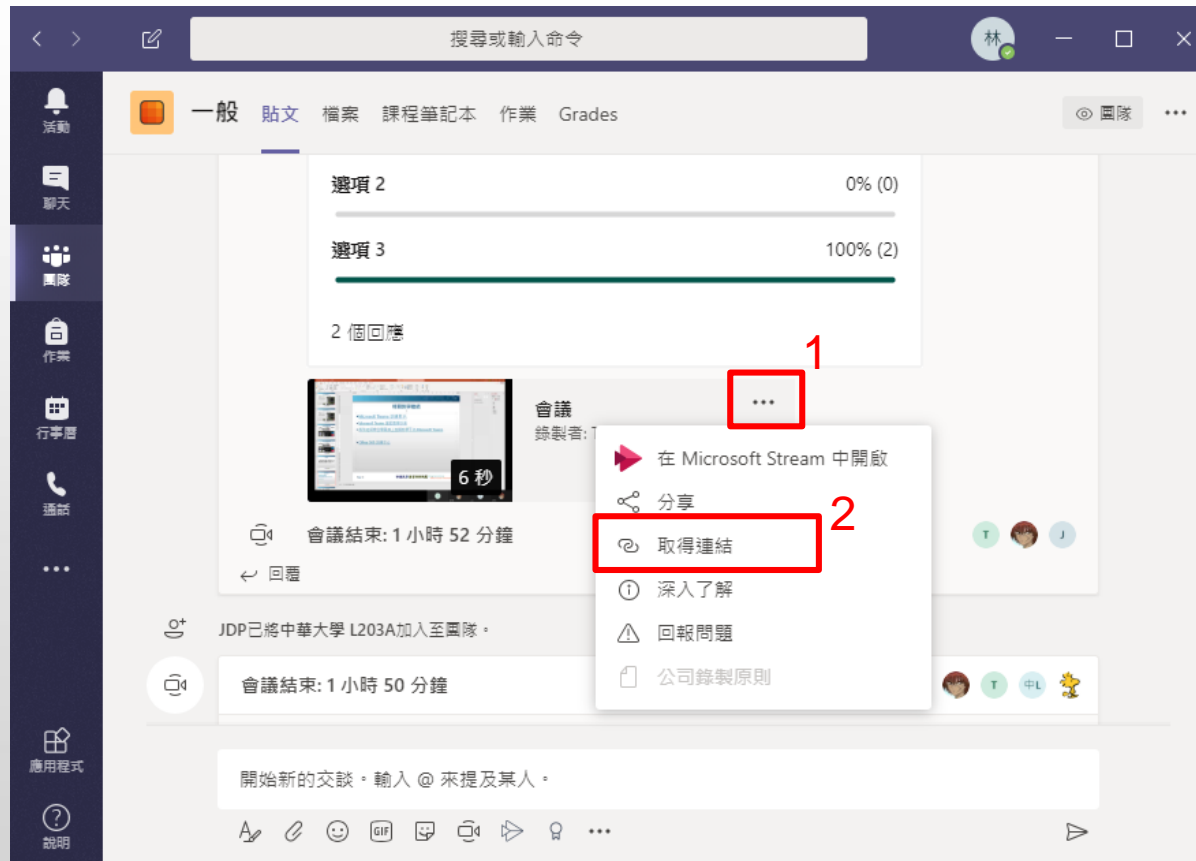 搜尋或輸入命令
林
活動
聊天
團隊
作業
行事曆
通話
應用程式
說明
一般 貼文 檔案 課程筆記本 作業 Grades
團隊
選項 2 0% (0)
選項 3 100% (2)
2 個回應
1
會議
錄製者:
6 秒
在 Microsoft Stream 中開啟
分享
2
取得連結
深入了解
回報問題
公司錄製原則
會議結束: 1 小時 52 分鐘
T J
回覆
JDP已將中華大學 L203A加入至團隊。
會議結束: 1 小時 50 分鐘
T 中L
開始新的交談。輸入 @ 來提及某人。
GIF